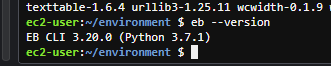 texttable-1.6.4 urllib3-1.25.11 wcwidth-0.1.9 w
ec2-user:~/environment $ eb --version
EB CLI 3.20.0 (Python 3.7.1)
ec2-user:~/environment $